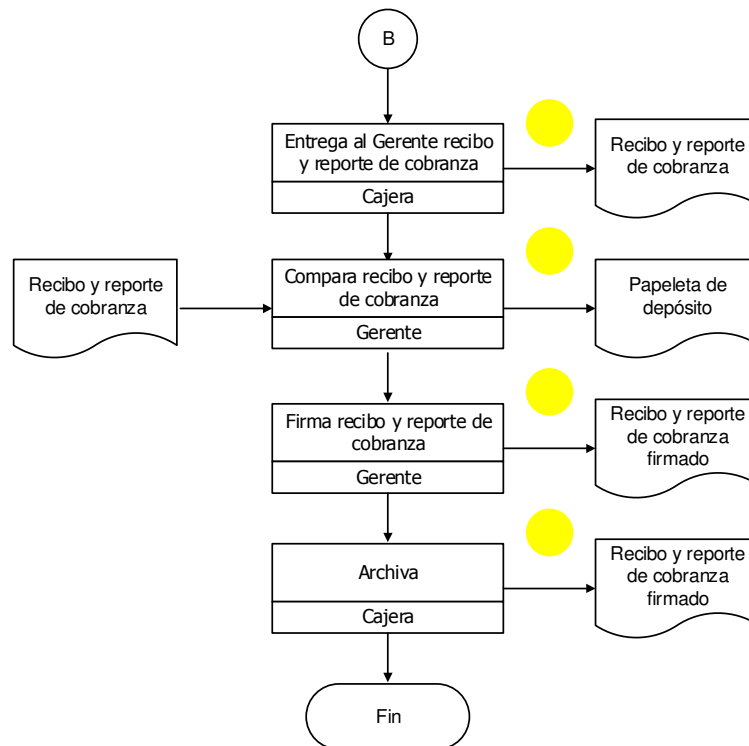 B
Entrega al Gerente recibo
y reporte de cobranza
Cajera
Recibo y reporte
de cobranza
Recibo y reporte
de cobranza
Compara recibo y reporte
de cobranza
Gerente
Papeleta de
depósito
Firma recibo y reporte de
cobranza
Gerente
Recibo y reporte
de cobranza
firmado
Archiva
Cajera
Recibo y reporte
de cobranza
firmado
Fin